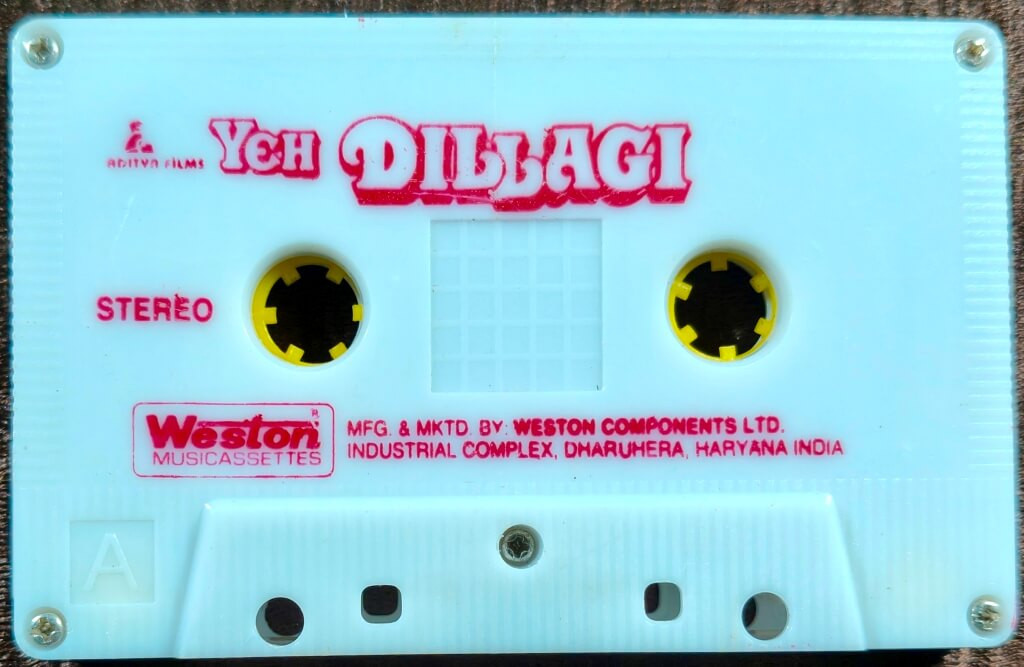 ADITYA FILMS
YEH DILLAGI
STEREO
Weston R
MUSICASSETTES
MFG. & MKTD. BY: WESTON COMPONENTS LTD.
INDUSTRIAL COMPLEX, DHARUHERA, HARYANA INDIA
A